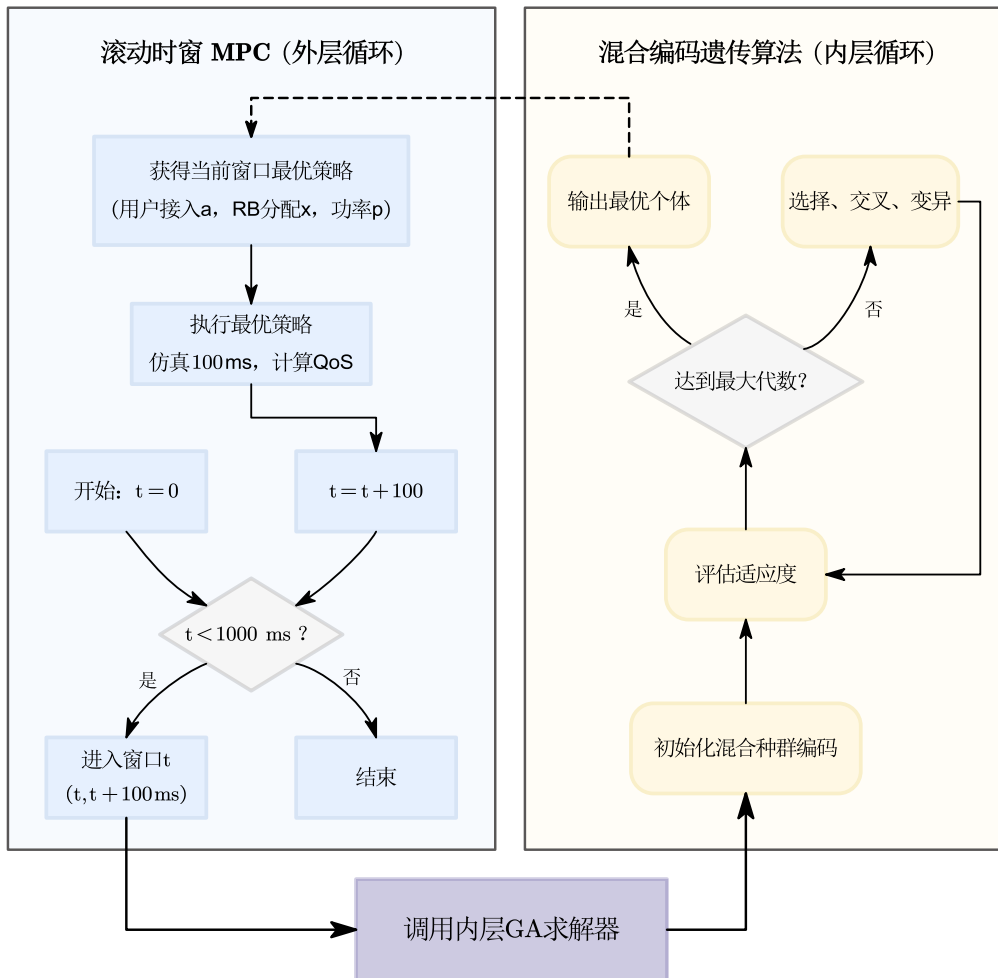 滚动时窗 MPC（外层循环）
获得当前窗口最优策略
(用户接入a，RB分配x，功率p)
执行最优策略
仿真100ms，计算QoS
开始：t=0
t=t+100
t<1000 ms ?
是
否
进入窗口t
(t,t+100ms)
结束
混合编码遗传算法（内层循环）
输出最优个体
选择、交叉、变异
是
否
达到最大代数?
评估适应度
初始化混合种群编码
调用内层GA求解器